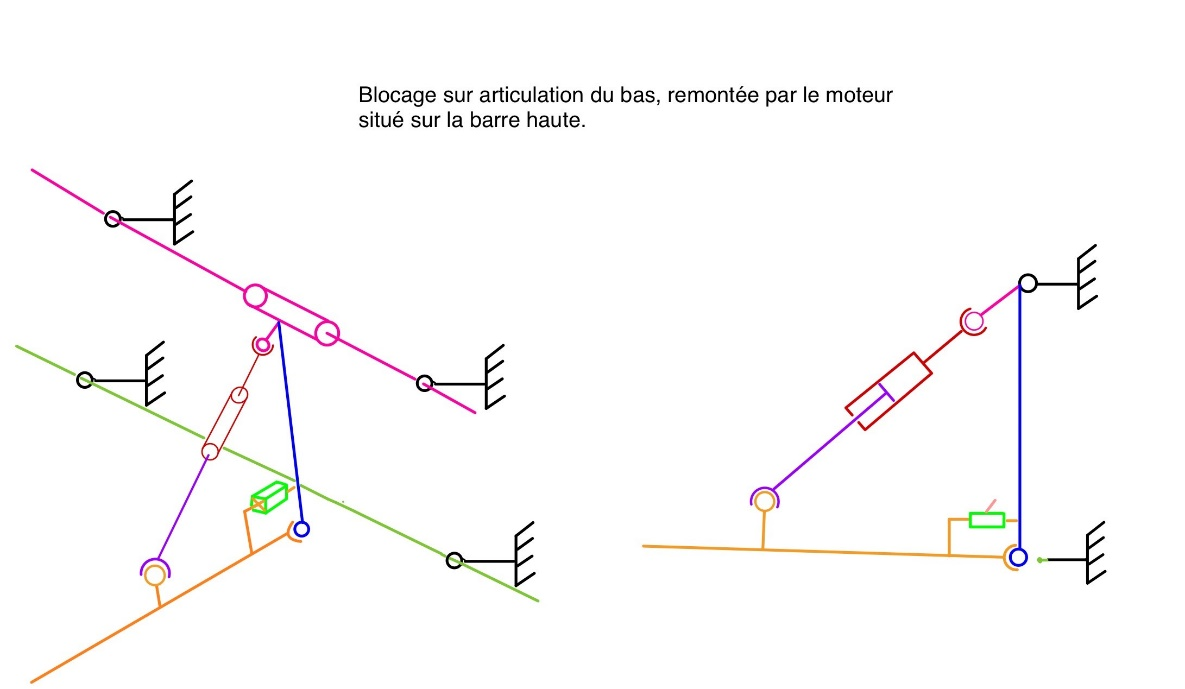 Blocage sur articulation du bas, remontée par le moteur
situé sur la barre haute.